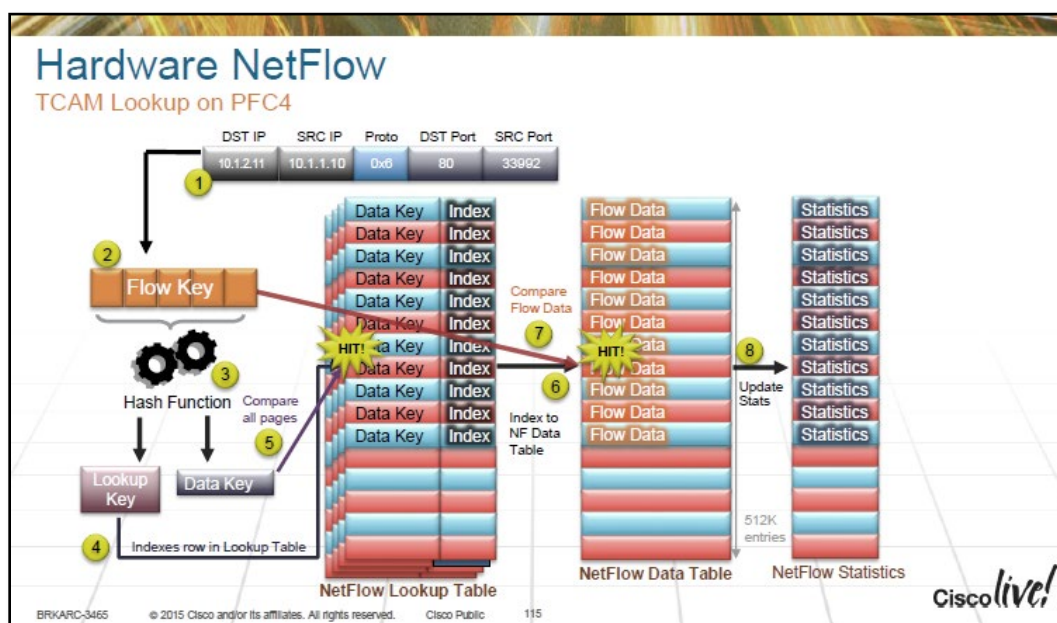 Hardware NetFlow
TCAM Lookup on PFC4
DST IP SRC IP Proto DST Port SRC Port
10.1.2.11 10.1.1.10 0x6 80 33992
1
2
Flow Key
3
Hash Function
Compare
all pages
5
Lookup
Key
Data Key
4
Indexes row in Lookup Table
Data Key Index
Data Key Index
Data Key Index
Data Key Index
Data Key Index
Data Key Index
HIT! Data Key Index
Data Key Index
Data Key Index
Data Key Index
Data Key Index
NetFlow Lookup Table
Compare
Flow Data
7
6
Index to
NF Data
Table
Flow Data
Flow Data
Flow Data
Flow Data
Flow Data
Flow Data
HIT! Flow Data
Flow Data
Flow Data
Flow Data
Flow Data
512K
entries
NetFlow Data Table
8
Update
Stats
Statistics
Statistics
Statistics
Statistics
Statistics
Statistics
Statistics
Statistics
Statistics
Statistics
Statistics
NetFlow Statistics
BRKARC-3465 © 2015 Cisco and/or its affiliates. All rights reserved. Cisco Public 115
Cisco live!